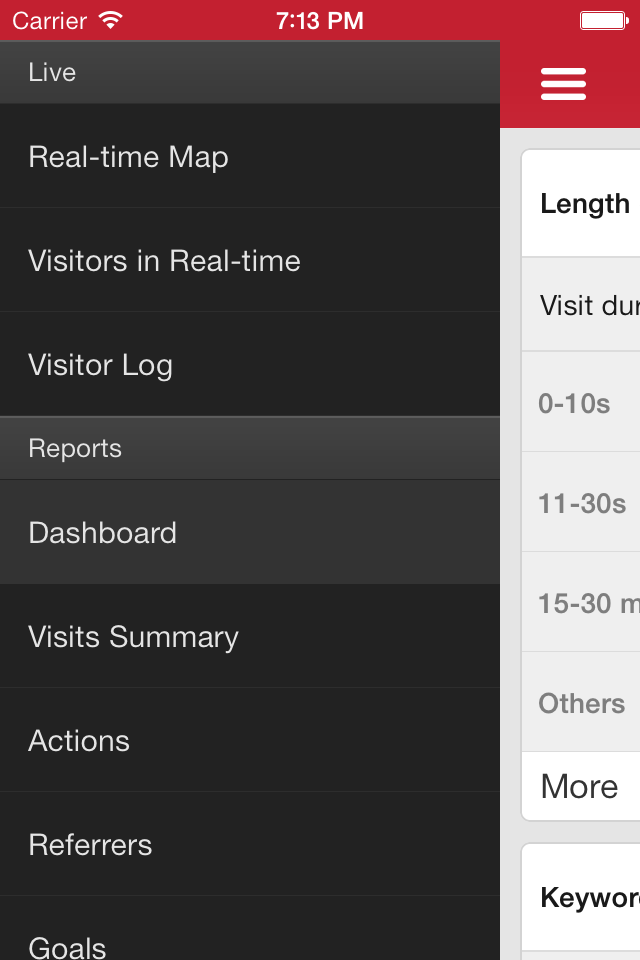 Carrier 7:13 PM
Live
Real-time Map
Visitors in Real-time
Visitor Log
Reports
Dashboard
Visits Summary
Actions
Referrers
Goals
Length
Visit dur
0-10s
11-30s
15-30 m
Others
More
Keywor